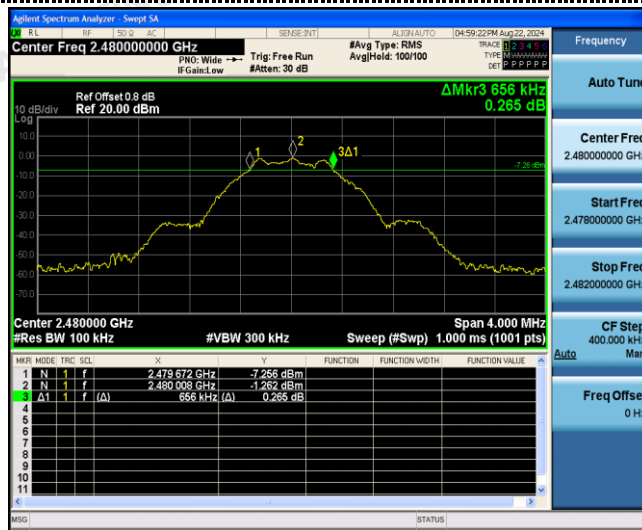 Agilent Spectrum Analyzer - Swept SA
RL RF 50 Ω AC SENSE:INT ALIGN AUTO 04:59:22 PM Aug 22, 2024
Center Freq 2.480000000 GHz
PNO: Wide
IFGain:Low
Trig: Free Run
#Atten: 30 dB
#Avg Type: RMS
Avg|Hold: 100/100
TRACE 1 2 3 4 5 6
TYPE M
DET P P P P P P
Ref Offset 0.8 dB
Ref 20.00 dBm
10 dB/div
Log
ΔMkr3 656 kHz
0.265 dB
10.0
0.00
-10.0
-20.0
-30.0
-40.0
-50.0
-60.0
-70.0
1
2
3Δ1
-7.26 dBm
Center 2.480000 GHz
Span 4.000 MHz
#Res BW 100 kHz
#VBW 300 kHz
Sweep (#Swp) 1.000 ms (1001 pts)
MKR MODE TRC SCL X Y FUNCTION FUNCTION WIDTH FUNCTION VALUE
1 N 1 f 2.479 672 GHz -7.256 dBm
2 N 1 f 2.480 008 GHz -1.262 dBm
3 Δ1 1 f (Δ) 656 kHz (Δ) 0.265 dB
4
5
6
7
8
9
10
11
MSG
STATUS
Frequency
Auto Tune
Center Freq
2.480000000 GHz
Start Freq
2.478000000 GHz
Stop Freq
2.482000000 GHz
CF Step
400.000 kHz
Auto Man
Freq Offset
0 Hz